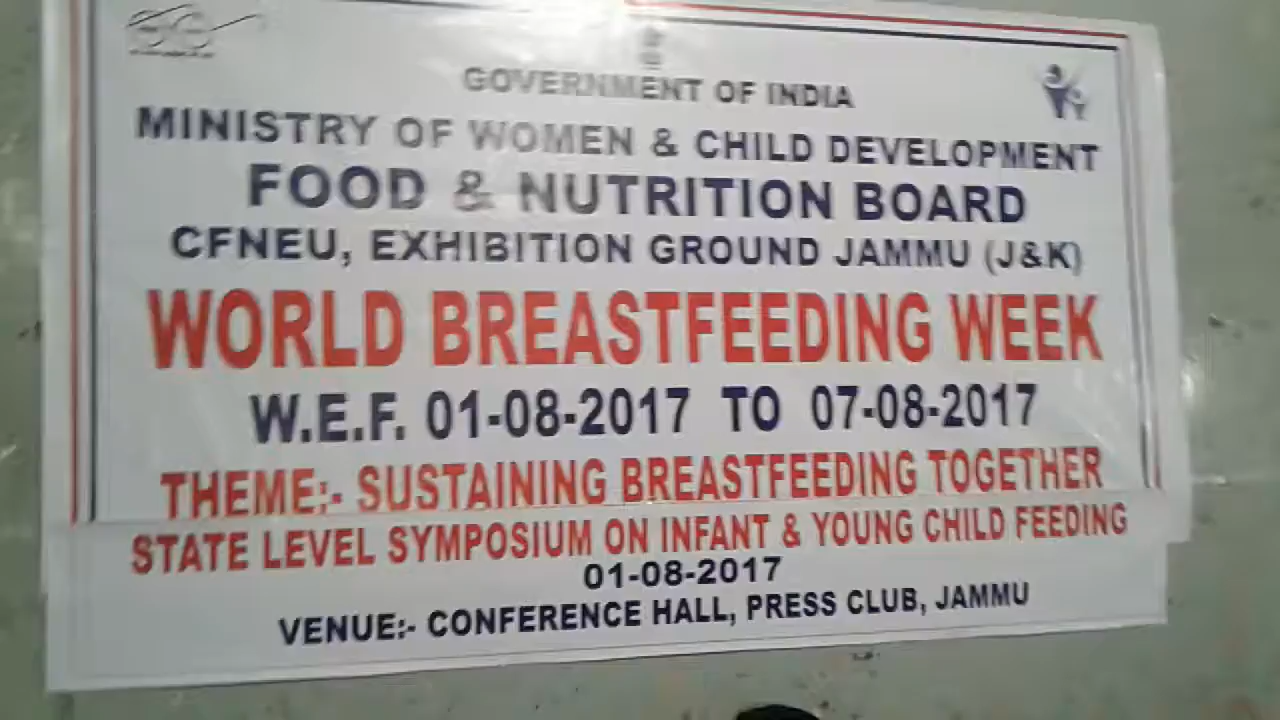 GOVERNMENT OF INDIA
MINISTRY OF WOMEN & CHILD DEVELOPMENT
FOOD & NUTRITION BOARD
CFNEU, EXHIBITION GROUND JAMMU (J&K)
WORLD BREASTFEEDING WEEK
W.E.F. 01-08-2017 TO 07-08-2017
THEME:- SUSTAINING BREASTFEEDING TOGETHER
STATE LEVEL SYMPOSIUM ON INFANT & YOUNG CHILD FEEDING
01-08-2017
VENUE:- CONFERENCE HALL, PRESS CLUB, JAMMU